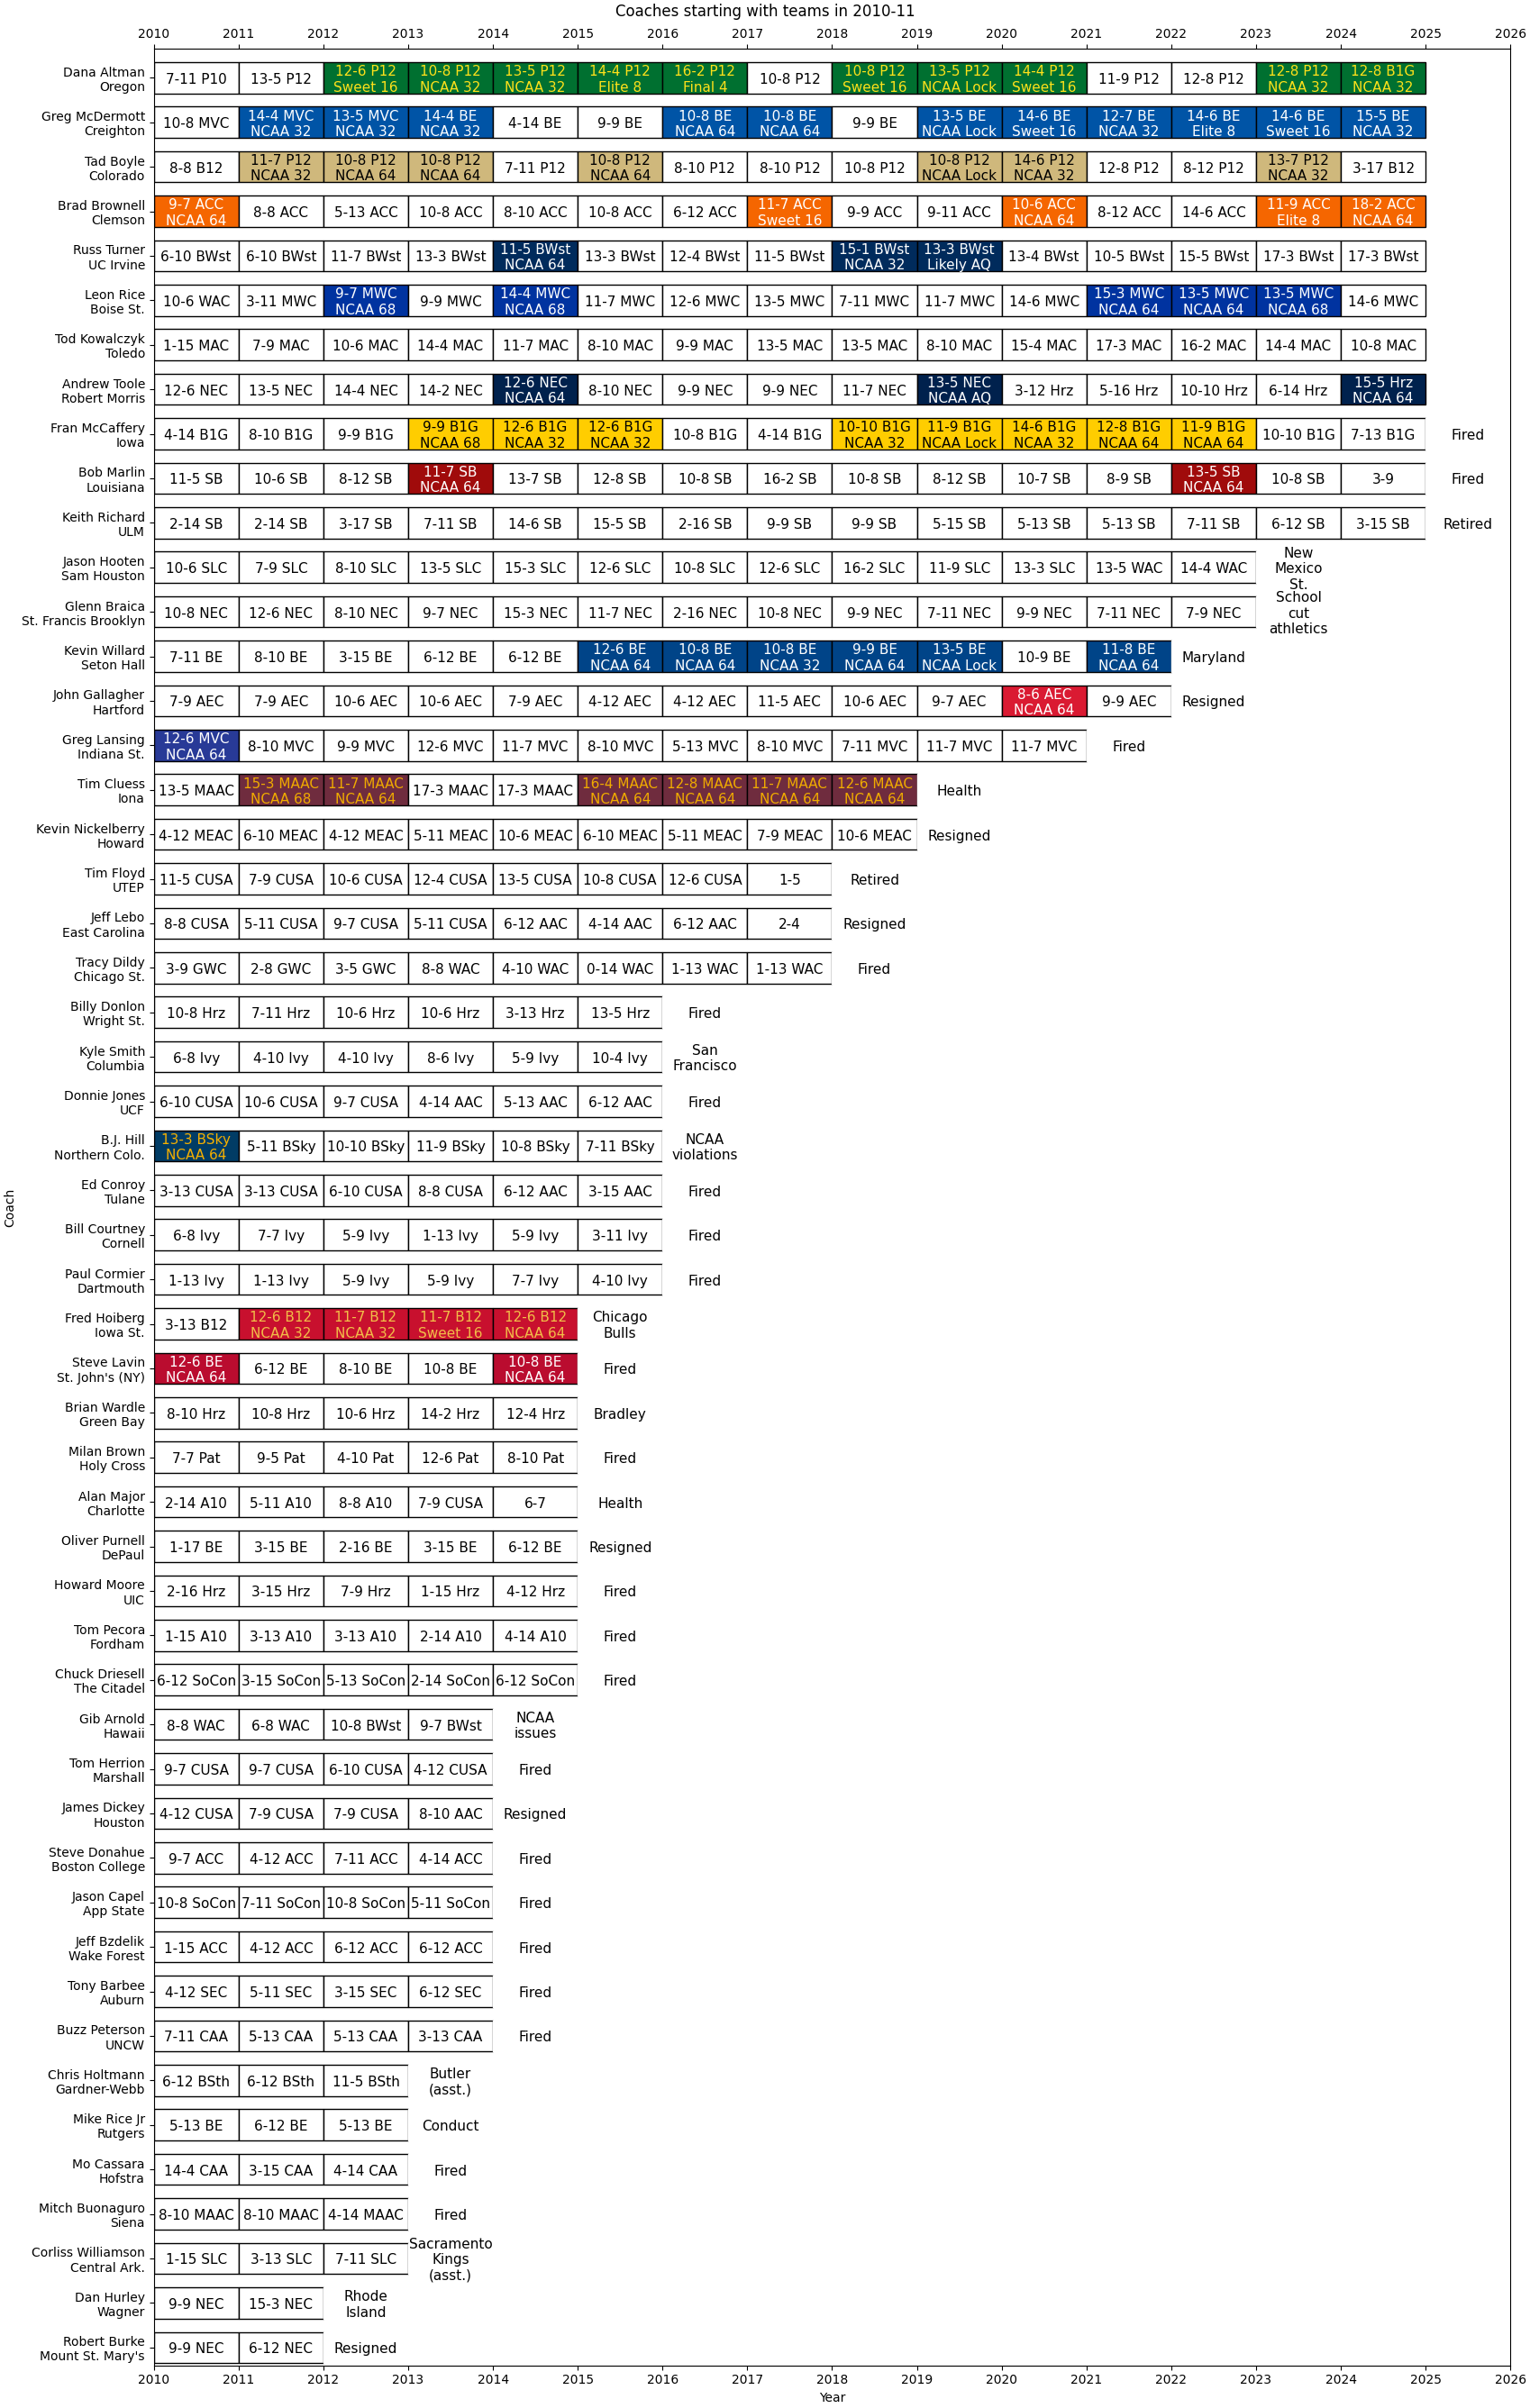 Coaches starting with teams in 2010-11
2010 2011 2012 2013 2014 2015 2016 2017 2018 2019 2020 2021 2022 2023 2024 2025 2026
Dana Altman
Oregon
7-11 P10 13-5 P12 12-6 P12 Sweet 16 10-8 P12 NCAA 32 13-5 P12 NCAA 32 14-4 P12 Elite 8 16-2 P12 Final 4 10-8 P12 10-8 P12 Sweet 16 13-5 P12 NCAA Lock 14-4 P12 Sweet 16 11-9 P12 12-8 P12 12-8 P12 NCAA 32 12-8 B1G NCAA 32
Greg McDermott
Creighton
10-8 MVC 14-4 MVC NCAA 32 13-5 MVC NCAA 32 14-4 BE NCAA 32 4-14 BE 9-9 BE 10-8 BE NCAA 64 10-8 BE NCAA 64 9-9 BE 13-5 BE NCAA Lock 14-6 BE Sweet 16 12-7 BE NCAA 32 14-6 BE Elite 8 14-6 BE Sweet 16 15-5 BE NCAA 32
Tad Boyle
Colorado
8-8 B12 11-7 P12 NCAA 32 10-8 P12 NCAA 64 10-8 P12 NCAA 64 7-11 P12 10-8 P12 NCAA 64 8-10 P12 8-10 P12 10-8 P12 10-8 P12 NCAA Lock 14-6 P12 NCAA 32 12-8 P12 8-12 P12 13-7 P12 NCAA 32 3-17 B12
Brad Brownell
Clemson
9-7 ACC NCAA 64 8-8 ACC 5-13 ACC 10-8 ACC 8-10 ACC 10-8 ACC 6-12 ACC 11-7 ACC Sweet 16 9-9 ACC 9-11 ACC 10-6 ACC NCAA 64 8-12 ACC 14-6 ACC 11-9 ACC Elite 8 18-2 ACC NCAA 64
Russ Turner
UC Irvine
6-10 BWst 6-10 BWst 11-7 BWst 13-3 BWst 11-5 BWst NCAA 64 13-3 BWst 12-4 BWst 11-5 BWst 15-1 BWst NCAA 32 13-3 BWst Likely AQ 13-4 BWst 10-5 BWst 15-5 BWst 17-3 BWst 17-3 BWst
Leon Rice
Boise St.
10-6 WAC 3-11 MWC 9-7 MWC NCAA 68 9-9 MWC 14-4 MWC NCAA 68 11-7 MWC 12-6 MWC 13-5 MWC 7-11 MWC 11-7 MWC 14-6 MWC 15-3 MWC NCAA 64 13-5 MWC NCAA 64 13-5 MWC NCAA 68 14-6 MWC
Tod Kowalczyk
Toledo
1-15 MAC 7-9 MAC 10-6 MAC 14-4 MAC 11-7 MAC 8-10 MAC 9-9 MAC 13-5 MAC 13-5 MAC 8-10 MAC 15-4 MAC 17-3 MAC 16-2 MAC 14-4 MAC 10-8 MAC
Andrew Toole
Robert Morris
12-6 NEC 13-5 NEC 14-4 NEC 14-2 NEC 12-6 NEC NCAA 64 8-10 NEC 9-9 NEC 9-9 NEC 11-7 NEC 13-5 NEC NCAA AQ 3-12 Hrz 5-16 Hrz 10-10 Hrz 6-14 Hrz 15-5 Hrz NCAA 64
Fran McCaffery
Iowa
4-14 B1G 8-10 B1G 9-9 B1G 9-9 B1G NCAA 68 12-6 B1G NCAA 32 12-6 B1G NCAA 32 10-8 B1G 4-14 B1G 10-10 B1G NCAA 32 11-9 B1G NCAA Lock 14-6 B1G NCAA 32 12-8 B1G NCAA 64 11-9 B1G NCAA 64 10-10 B1G 7-13 B1G Fired
Bob Marlin
Louisiana
11-5 SB 10-6 SB 8-12 SB 11-7 SB NCAA 64 13-7 SB 12-8 SB 10-8 SB 16-2 SB 10-8 SB 8-12 SB 10-7 SB 8-9 SB 13-5 SB NCAA 64 10-8 SB 3-9 Fired
Keith Richard
ULM
2-14 SB 2-14 SB 3-17 SB 7-11 SB 14-6 SB 15-5 SB 2-16 SB 9-9 SB 9-9 SB 5-15 SB 5-13 SB 5-13 SB 7-11 SB 6-12 SB 3-15 SB Retired
Jason Hooten
Sam Houston
10-6 SLC 7-9 SLC 8-10 SLC 13-5 SLC 15-3 SLC 12-6 SLC 10-8 SLC 12-6 SLC 16-2 SLC 11-9 SLC 13-3 SLC 13-5 WAC 14-4 WAC New Mexico St.
Glenn Braica
St. Francis Brooklyn
10-8 NEC 12-6 NEC 8-10 NEC 9-7 NEC 15-3 NEC 11-7 NEC 2-16 NEC 10-8 NEC 9-9 NEC 7-11 NEC 9-9 NEC 7-11 NEC 7-9 NEC School cut athletics
Kevin Willard
Seton Hall
7-11 BE 8-10 BE 3-15 BE 6-12 BE 6-12 BE 12-6 BE NCAA 64 10-8 BE NCAA 64 10-8 BE NCAA 32 9-9 BE NCAA 64 13-5 BE NCAA Lock 10-9 BE 11-8 BE NCAA 64 Maryland
John Gallagher
Hartford
7-9 AEC 7-9 AEC 10-6 AEC 10-6 AEC 7-9 AEC 4-12 AEC 4-12 AEC 11-5 AEC 10-6 AEC 9-7 AEC 8-6 AEC NCAA 64 9-9 AEC Resigned
Greg Lansing
Indiana St.
12-6 MVC NCAA 64 8-10 MVC 9-9 MVC 12-6 MVC 11-7 MVC 8-10 MVC 5-13 MVC 8-10 MVC 7-11 MVC 11-7 MVC 11-7 MVC Fired
Tim Cluess
Iona
13-5 MAAC 15-3 MAAC NCAA 68 11-7 MAAC NCAA 64 17-3 MAAC 17-3 MAAC 16-4 MAAC NCAA 64 12-8 MAAC NCAA 64 11-7 MAAC NCAA 64 12-6 MAAC NCAA 64 Health
Kevin Nickelberry
Howard
4-12 MEAC 6-10 MEAC 4-12 MEAC 5-11 MEAC 10-6 MEAC 6-10 MEAC 5-11 MEAC 7-9 MEAC 10-6 MEAC Resigned
Tim Floyd
UTEP
11-5 CUSA 7-9 CUSA 10-6 CUSA 12-4 CUSA 13-5 CUSA 10-8 CUSA 12-6 CUSA 1-5 Retired
Jeff Lebo
East Carolina
8-8 CUSA 5-11 CUSA 9-7 CUSA 5-11 CUSA 6-12 AAC 4-14 AAC 6-12 AAC 2-4 Resigned
Tracy Dildy
Chicago St.
3-9 GWC 2-8 GWC 3-5 GWC 8-8 WAC 4-10 WAC 0-14 WAC 1-13 WAC 1-13 WAC Fired
Billy Donlon
Wright St.
10-8 Hrz 7-11 Hrz 10-6 Hrz 10-6 Hrz 3-13 Hrz 13-5 Hrz Fired
Kyle Smith
Columbia
6-8 Ivy 4-10 Ivy 4-10 Ivy 8-6 Ivy 5-9 Ivy 10-4 Ivy San Francisco
Donnie Jones
UCF
6-10 CUSA 10-6 CUSA 9-7 CUSA 4-14 AAC 5-13 AAC 6-12 AAC Fired
B.J. Hill
Northern Colo.
13-3 BSky NCAA 64 5-11 BSky 10-10 BSky 11-9 BSky 10-8 BSky 7-11 BSky NCAA violations
Ed Conroy
Tulane
3-13 CUSA 3-13 CUSA 6-10 CUSA 8-8 CUSA 6-12 AAC 3-15 AAC Fired
Bill Courtney
Cornell
6-8 Ivy 7-7 Ivy 5-9 Ivy 1-13 Ivy 5-9 Ivy 3-11 Ivy Fired
Paul Cormier
Dartmouth
1-13 Ivy 1-13 Ivy 5-9 Ivy 5-9 Ivy 7-7 Ivy 4-10 Ivy Fired
Fred Hoiberg
Iowa St.
3-13 B12 12-6 B12 NCAA 32 11-7 B12 NCAA 32 11-7 B12 Sweet 16 12-6 B12 NCAA 64 Chicago Bulls
Steve Lavin
St. John's (NY)
12-6 BE NCAA 64 6-12 BE 8-10 BE 10-8 BE 10-8 BE NCAA 64 Fired
Brian Wardle
Green Bay
8-10 Hrz 10-8 Hrz 10-6 Hrz 14-2 Hrz 12-4 Hrz Bradley
Milan Brown
Holy Cross
7-7 Pat 9-5 Pat 4-10 Pat 12-6 Pat 8-10 Pat Fired
Alan Major
Charlotte
2-14 A10 5-11 A10 8-8 A10 7-9 CUSA 6-7 Health
Oliver Purnell
DePaul
1-17 BE 3-15 BE 2-16 BE 3-15 BE 6-12 BE Resigned
Howard Moore
UIC
2-16 Hrz 3-15 Hrz 7-9 Hrz 1-15 Hrz 4-12 Hrz Fired
Tom Pecora
Fordham
1-15 A10 3-13 A10 3-13 A10 2-14 A10 4-14 A10 Fired
Chuck Driesell
The Citadel
6-12 SoCon 3-15 SoCon 5-13 SoCon 2-14 SoCon 6-12 SoCon Fired
Gib Arnold
Hawaii
8-8 WAC 6-8 WAC 10-8 BWst 9-7 BWst NCAA issues
Tom Herrion
Marshall
9-7 CUSA 9-7 CUSA 6-10 CUSA 4-12 CUSA Fired
James Dickey
Houston
4-12 CUSA 7-9 CUSA 7-9 CUSA 8-10 AAC Resigned
Steve Donahue
Boston College
9-7 ACC 4-12 ACC 7-11 ACC 4-14 ACC Fired
Jason Capel
App State
10-8 SoCon 7-11 SoCon 10-8 SoCon 5-11 SoCon Fired
Jeff Bzdelik
Wake Forest
1-15 ACC 4-12 ACC 6-12 ACC 6-12 ACC Fired
Tony Barbee
Auburn
4-12 SEC 5-11 SEC 3-15 SEC 6-12 SEC Fired
Buzz Peterson
UNCW
7-11 CAA 5-13 CAA 5-13 CAA 3-13 CAA Fired
Chris Holtmann
Gardner-Webb
6-12 BSth 6-12 BSth 11-5 BSth Butler (asst.)
Mike Rice Jr
Rutgers
5-13 BE 6-12 BE 5-13 BE Conduct
Mo Cassara
Hofstra
14-4 CAA 3-15 CAA 4-14 CAA Fired
Mitch Buonaguro
Siena
8-10 MAAC 8-10 MAAC 4-14 MAAC Fired
Corliss Williamson
Central Ark.
1-15 SLC 3-13 SLC 7-11 SLC Sacramento Kings (asst.)
Dan Hurley
Wagner
9-9 NEC 15-3 NEC Rhode Island
Robert Burke
Mount St. Mary's
9-9 NEC 6-12 NEC Resigned
Coach
2010 2011 2012 2013 2014 2015 2016 2017 2018 2019 2020 2021 2022 2023 2024 2025 2026
Year